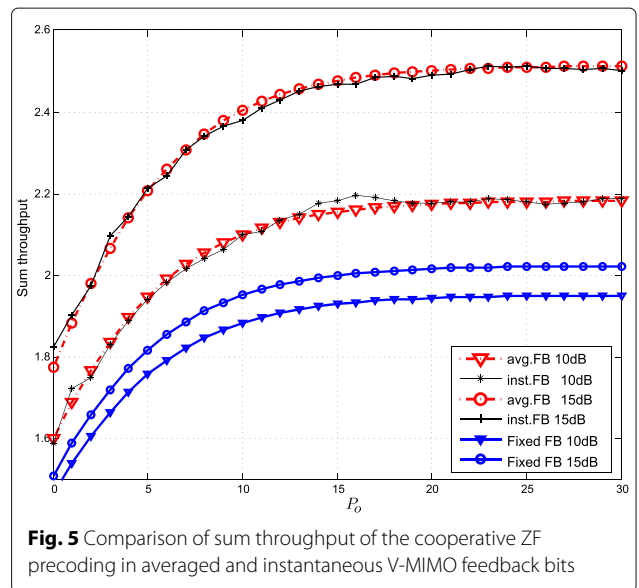 2.6
2.4
2.2
2
1.8
1.6
Sum throughput
0 5 10 15 20 25 30
P_o
avg.FB 10dB
inst.FB 10dB
avg.FB 15dB
inst.FB 15dB
Fixed FB 10dB
Fixed FB 15dB
Fig. 5 Comparison of sum throughput of the cooperative ZF
precoding in averaged and instantaneous V-MIMO feedback bits